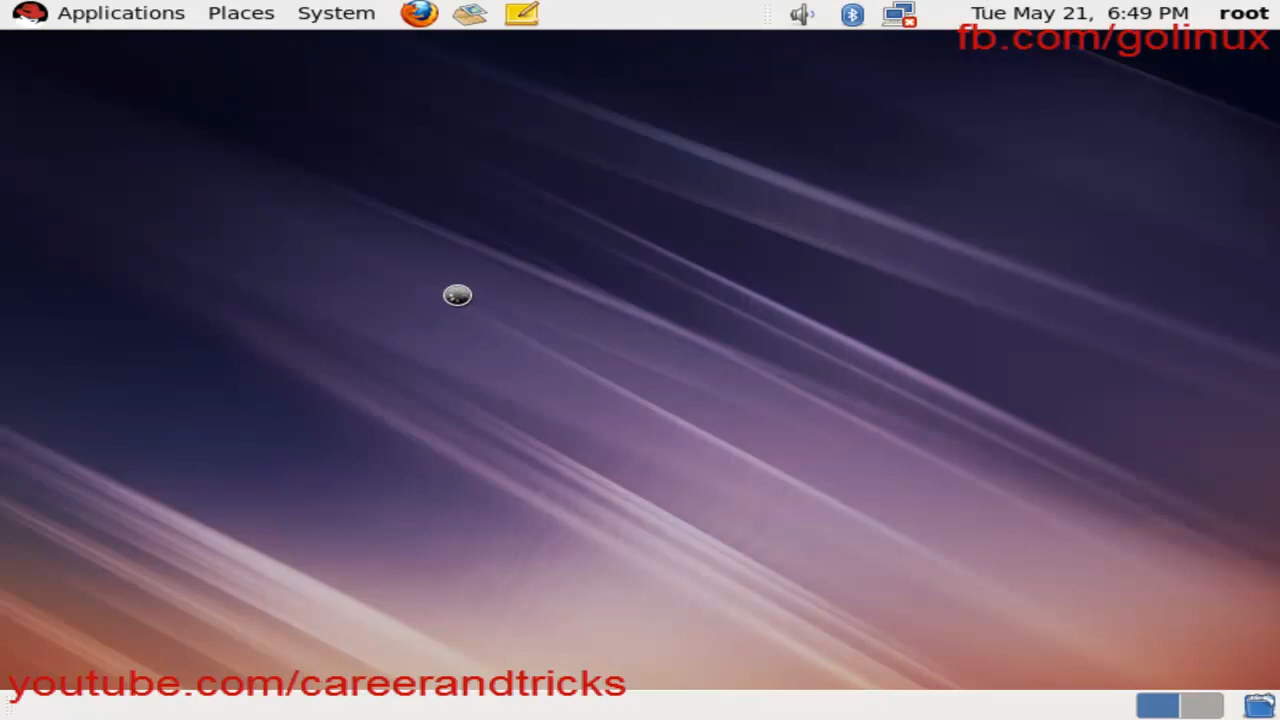 Applications Places System Tue May 21, 6:49 PM root
fb.com/golinux
youtube.com/careerandtricks